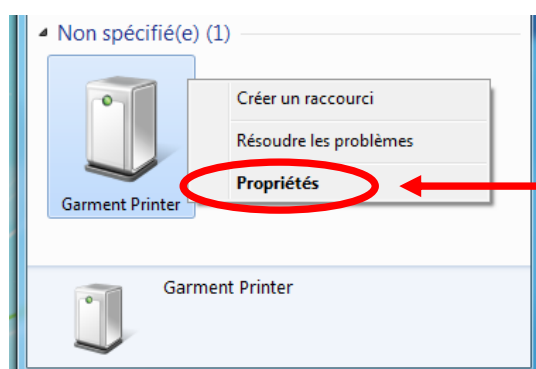 Non spécifié(e) (1)
Créer un raccourci
Résoudre les problèmes
Propriétés
Garment Printer
Garment Printer